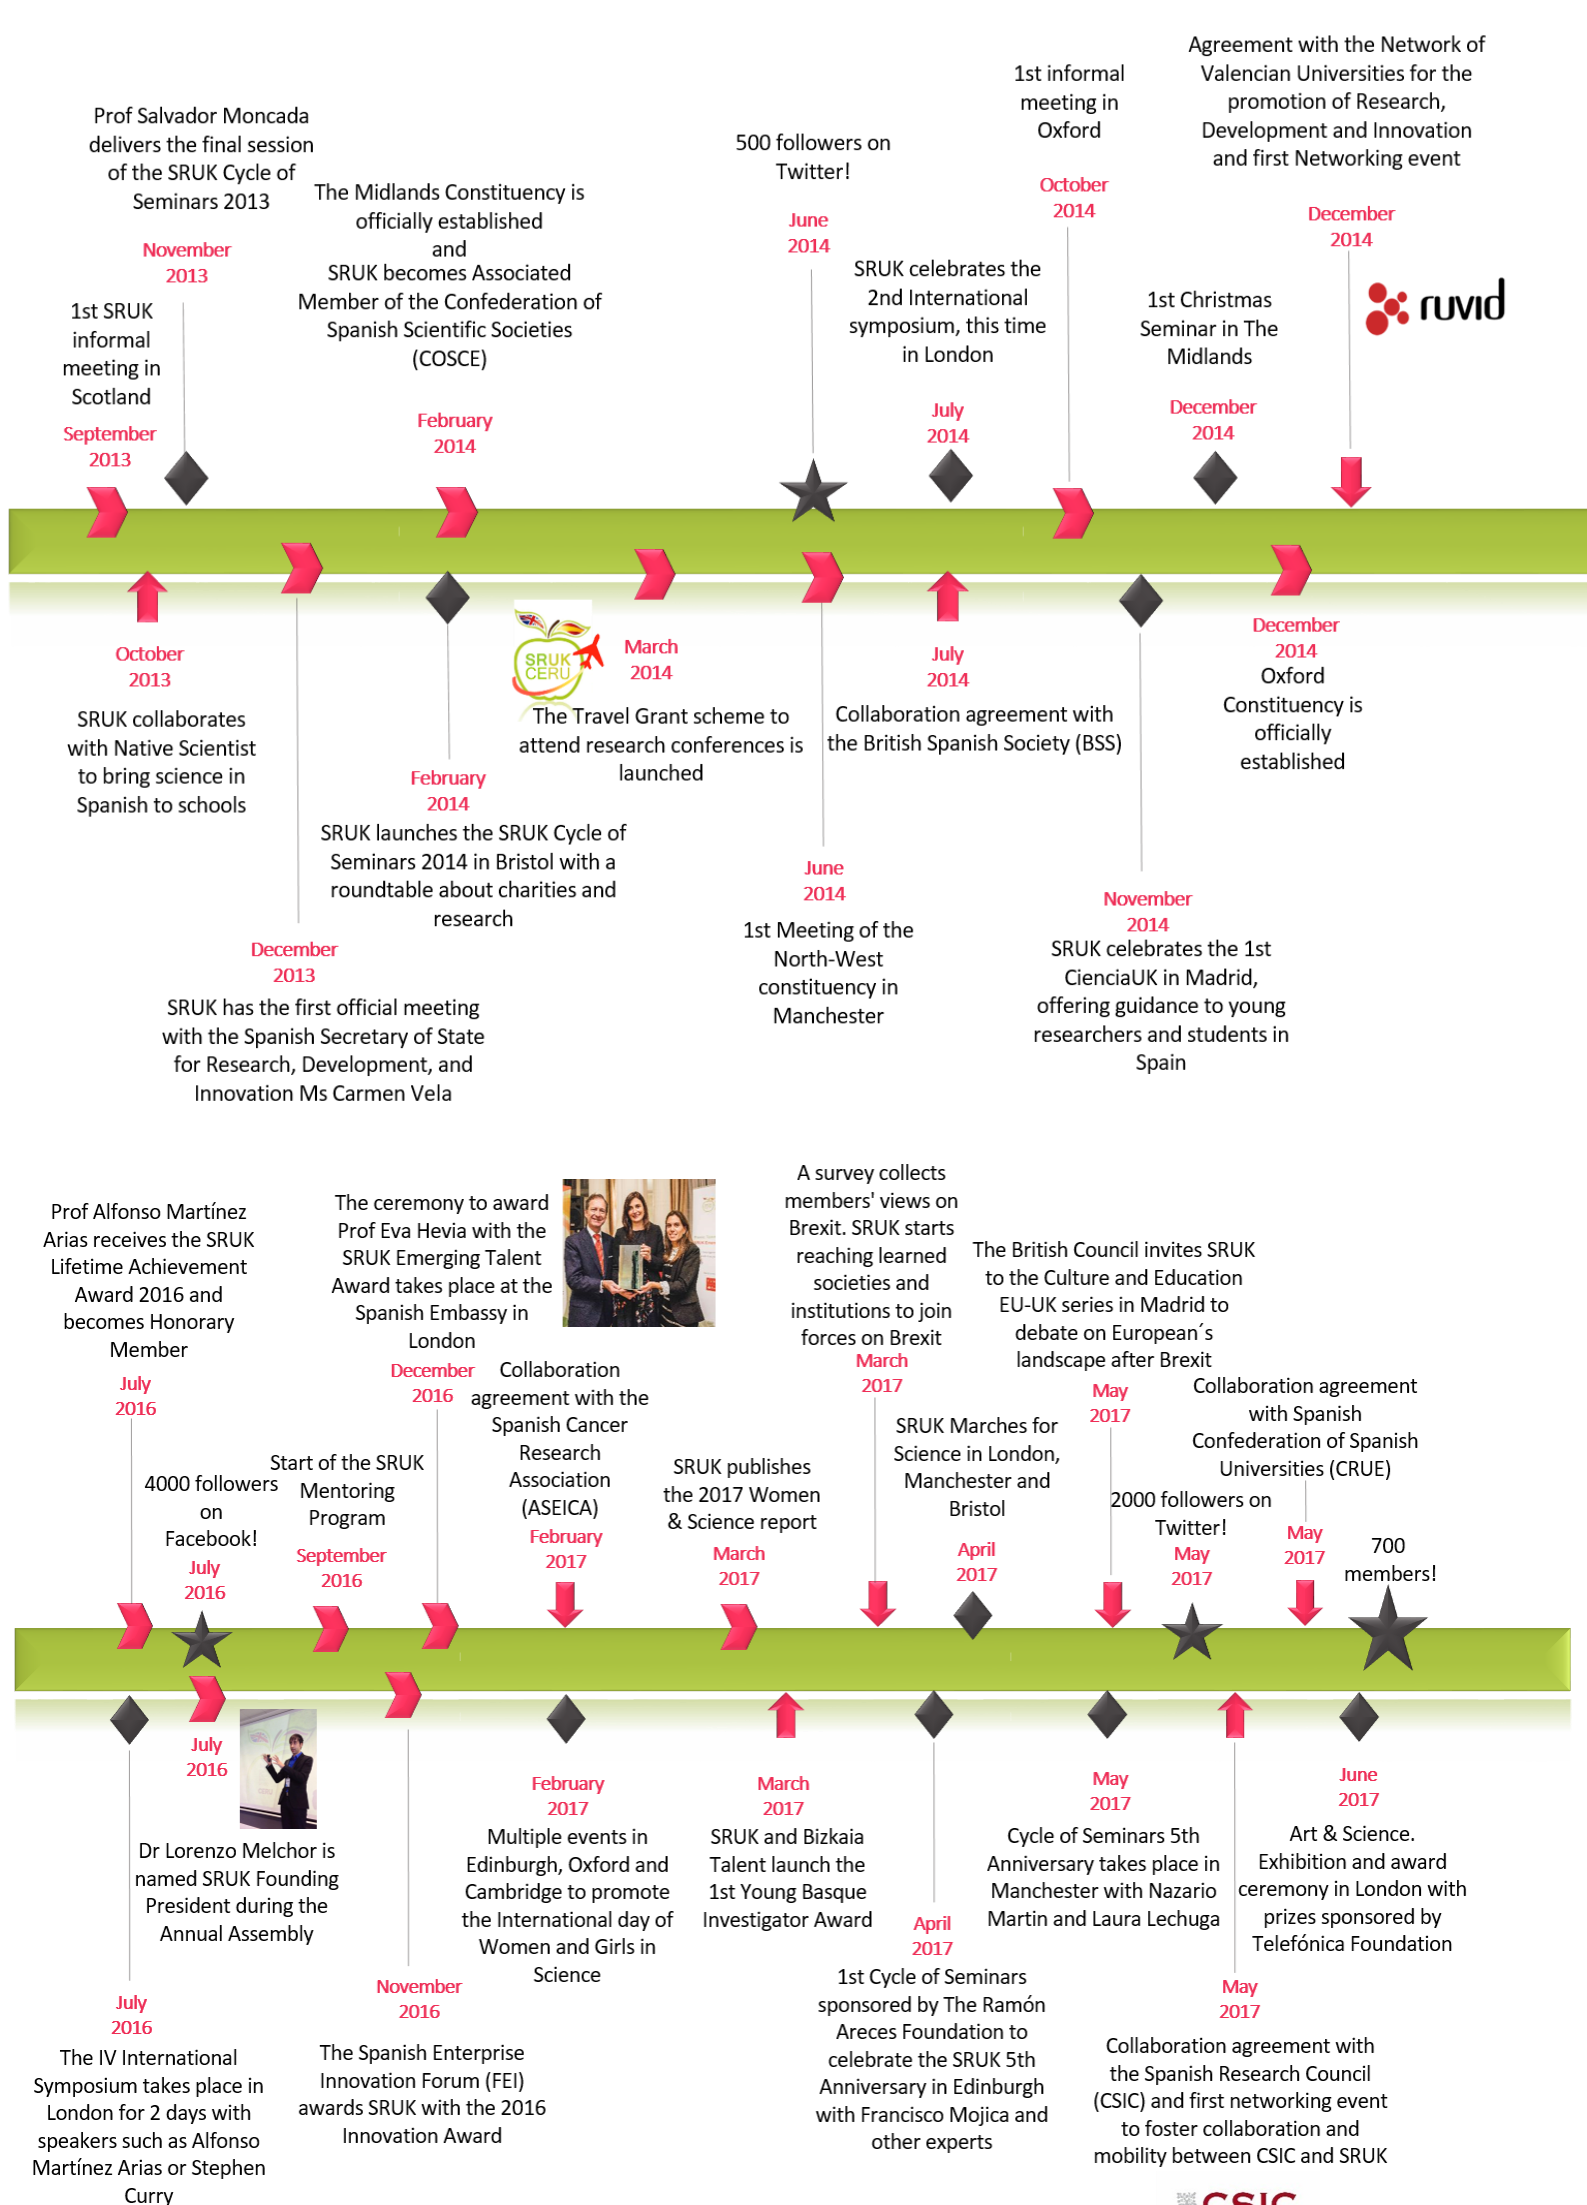 Prof Salvador Moncada
delivers the final session
of the SRUK Cycle of
Seminars 2013
November
2013
1st SRUK
informal
meeting in
Scotland
September
2013
The Midlands Constituency is
officially established
and
SRUK becomes Associated
Member of the Confederation of
Spanish Scientific Societies
(COSCE)
February
2014
500 followers on
Twitter!
June
2014
SRUK celebrates the
2nd International
symposium, this time
in London
July
2014
1st informal
meeting in
Oxford
October
2014
1st Christmas
Seminar in The
Midlands
December
2014
Agreement with the Network of
Valencian Universities for the
promotion of Research,
Development and Innovation
and first Networking event
December
2014
ruvid
October
2013
SRUK collaborates
with Native Scientist
to bring science in
Spanish to schools
December
2013
SRUK has the first official meeting
with the Spanish Secretary of State
for Research, Development, and
Innovation Ms Carmen Vela
February
2014
SRUK launches the SRUK Cycle of
Seminars 2014 in Bristol with a
roundtable about charities and
research
SRUK
CERU
March
2014
The Travel Grant scheme to
attend research conferences is
launched
June
2014
1st Meeting of the
North-West
constituency in
Manchester
July
2014
Collaboration agreement with
the British Spanish Society (BSS)
November
2014
SRUK celebrates the 1st
CienciaUK in Madrid,
offering guidance to young
researchers and students in
Spain
December
2014
Oxford
Constituency is
officially
established
Prof Alfonso Martínez
Arias receives the SRUK
Lifetime Achievement
Award 2016 and
becomes Honorary
Member
July
2016
4000 followers
on
Facebook!
July
2016
Start of the SRUK
Mentoring
Program
September
2016
The ceremony to award
Prof Eva Hevia with the
SRUK Emerging Talent
Award takes place at the
Spanish Embassy in
London
December
2016
Collaboration
agreement with the
Spanish Cancer
Research
Association
(ASEICA)
February
2017
SRUK publishes
the 2017 Women
& Science report
March
2017
A survey collects
members' views on
Brexit. SRUK starts
reaching learned
societies and
institutions to join
forces on Brexit
March
2017
SRUK Marches for
Science in London,
Manchester and
Bristol
April
2017
The British Council invites SRUK
to the Culture and Education
EU-UK series in Madrid to
debate on European´s
landscape after Brexit
May
2017
2000 followers on
Twitter!
May
2017
Collaboration agreement
with Spanish
Confederation of Spanish
Universities (CRUE)
May
2017
700
members!
July
2016
The IV International
Symposium takes place in
London for 2 days with
speakers such as Alfonso
Martínez Arias or Stephen
Curry
July
2016
Dr Lorenzo Melchor is
named SRUK Founding
President during the
Annual Assembly
November
2016
The Spanish Enterprise
Innovation Forum (FEI)
awards SRUK with the 2016
Innovation Award
February
2017
Multiple events in
Edinburgh, Oxford and
Cambridge to promote
the International day of
Women and Girls in
Science
March
2017
SRUK and Bizkaia
Talent launch the
1st Young Basque
Investigator Award
April
2017
1st Cycle of Seminars
sponsored by The Ramón
Areces Foundation to
celebrate the SRUK 5th
Anniversary in Edinburgh
with Francisco Mojica and
other experts
May
2017
Cycle of Seminars 5th
Anniversary takes place in
Manchester with Nazario
Martin and Laura Lechuga
May
2017
Collaboration agreement with
the Spanish Research Council
(CSIC) and first networking event
to foster collaboration and
mobility between CSIC and SRUK
CSIC
June
2017
Art & Science.
Exhibition and award
ceremony in London with
prizes sponsored by
Telefónica Foundation